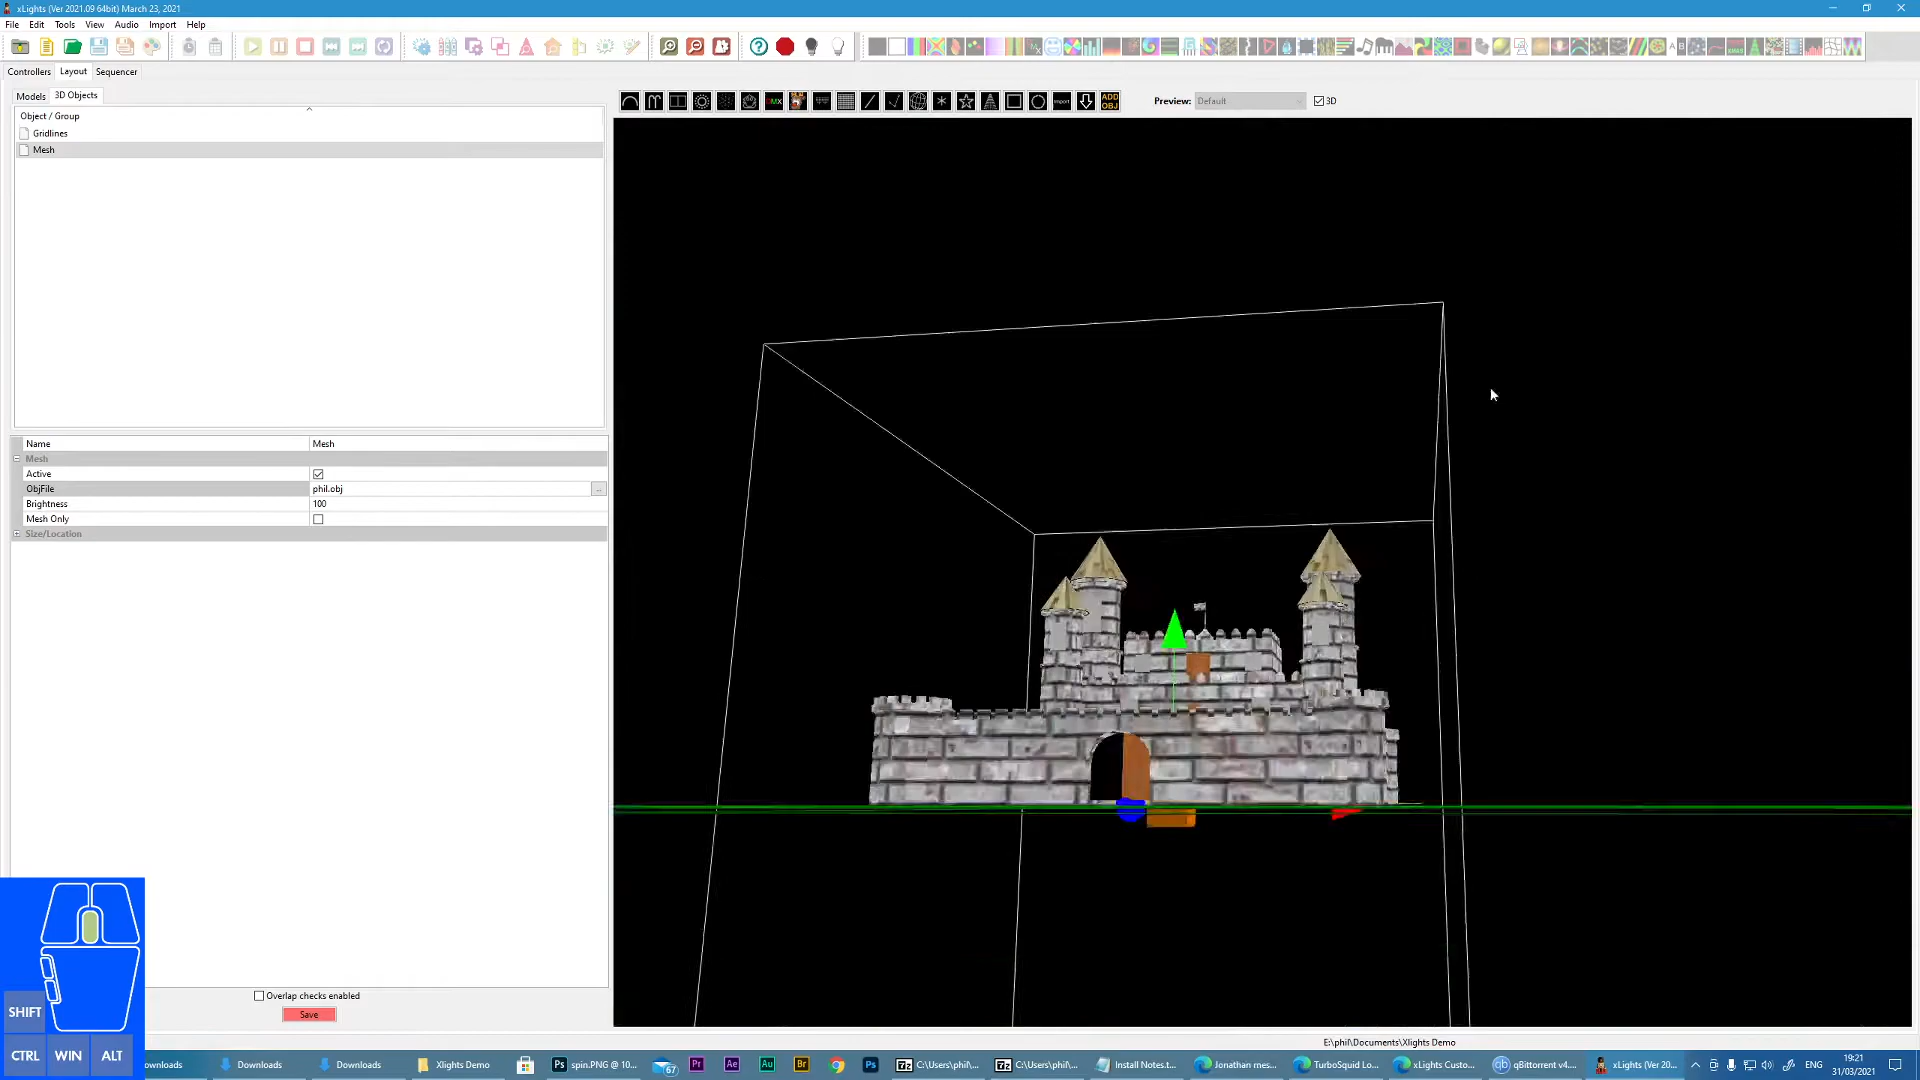 xLights (Ver 2021.09 64bit) March 23, 2021
File Edit Tools View Audio Import Help
Controllers Layout Sequencer
Models 3D Objects
Preview: Default 3D
ADD OBJ
Object / Group
Gridlines
Mesh
Name Mesh
Mesh
Active
ObjFile phil.obj ...
Brightness 100
Mesh Only
Size/Location
Overlap checks enabled
Save
SHIFT
CTRL WIN ALT
E:\phil\Documents\Xlights Demo
ownloads Downloads Downloads Xlights Demo spin.PNG @ 10... 67 C:\Users\phil\... C:\Users\phil\... Install Notes.t... Jonathan mes... TurboSquid Lo... xLights Custo... qBittorrent v4.... xLights (Ver 20... ENG 19:21
31/03/2021